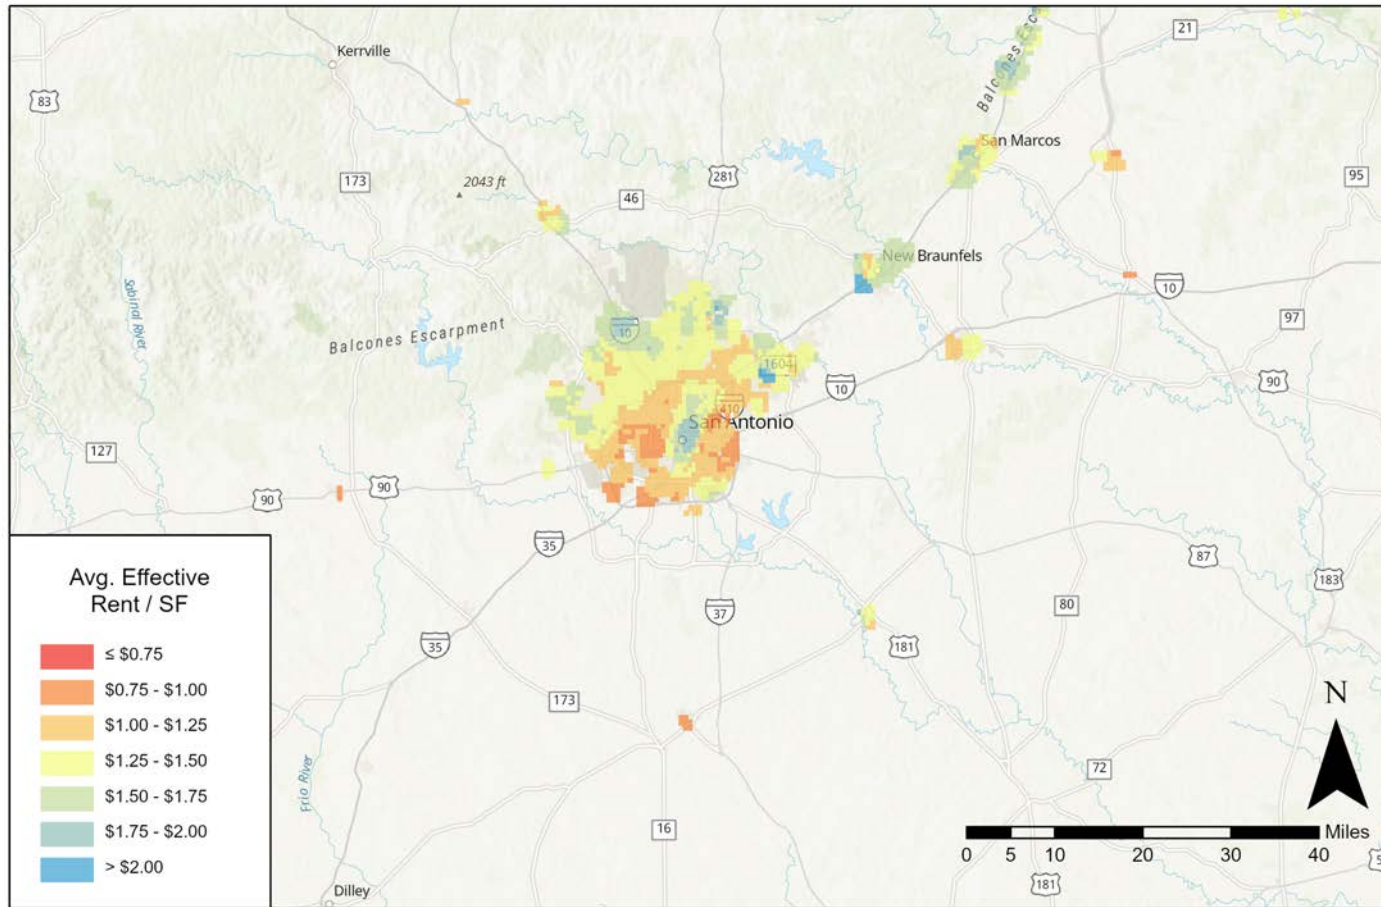 Balcones Esc
21
Kerrville
83
San Marcos
173
2043 ft
281
46
95
New Braunfels
Sabinal River
10
Balcones Escarpment
10
97
1604
10
90
410
San Antonio
127
90
90
35
87
183
Avg. Effective
Rent / SF
≤ $0.75
$0.75 - $1.00
$1.00 - $1.25
$1.25 - $1.50
$1.50 - $1.75
$1.75 - $2.00
> $2.00
37
80
35
181
173
N
Frio River
72
16
Miles
0 5 10 20 30 40
5
181
Dilley